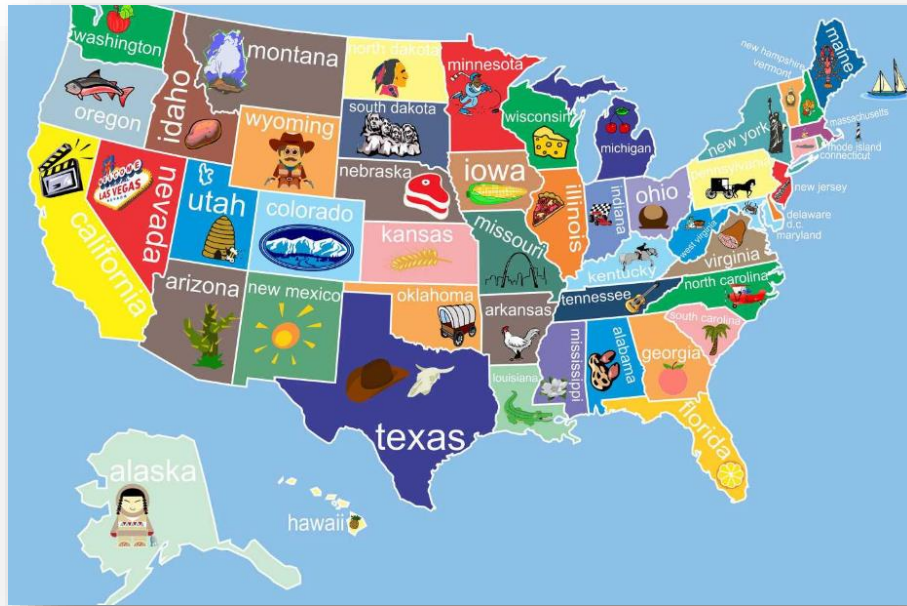 washington
montana
north dakota
minnesota
maine
new hampshire
vermont
idaho
oregon
wyoming
south dakota
wisconsin
michigan
new york
massachusetts
rhode island
connecticut
pennsylvania
new jersey
nebraska
iowa
illinois
indiana
ohio
WELCOME
LAS VEGAS
nevada
utah
colorado
kansas
missouri
west virginia
virginia
delaware
d.c.
maryland
california
kentucky
arizona
new mexico
oklahoma
arkansas
tennessee
north carolina
south carolina
mississippi
alabama
georgia
louisiana
texas
florida
alaska
hawaii